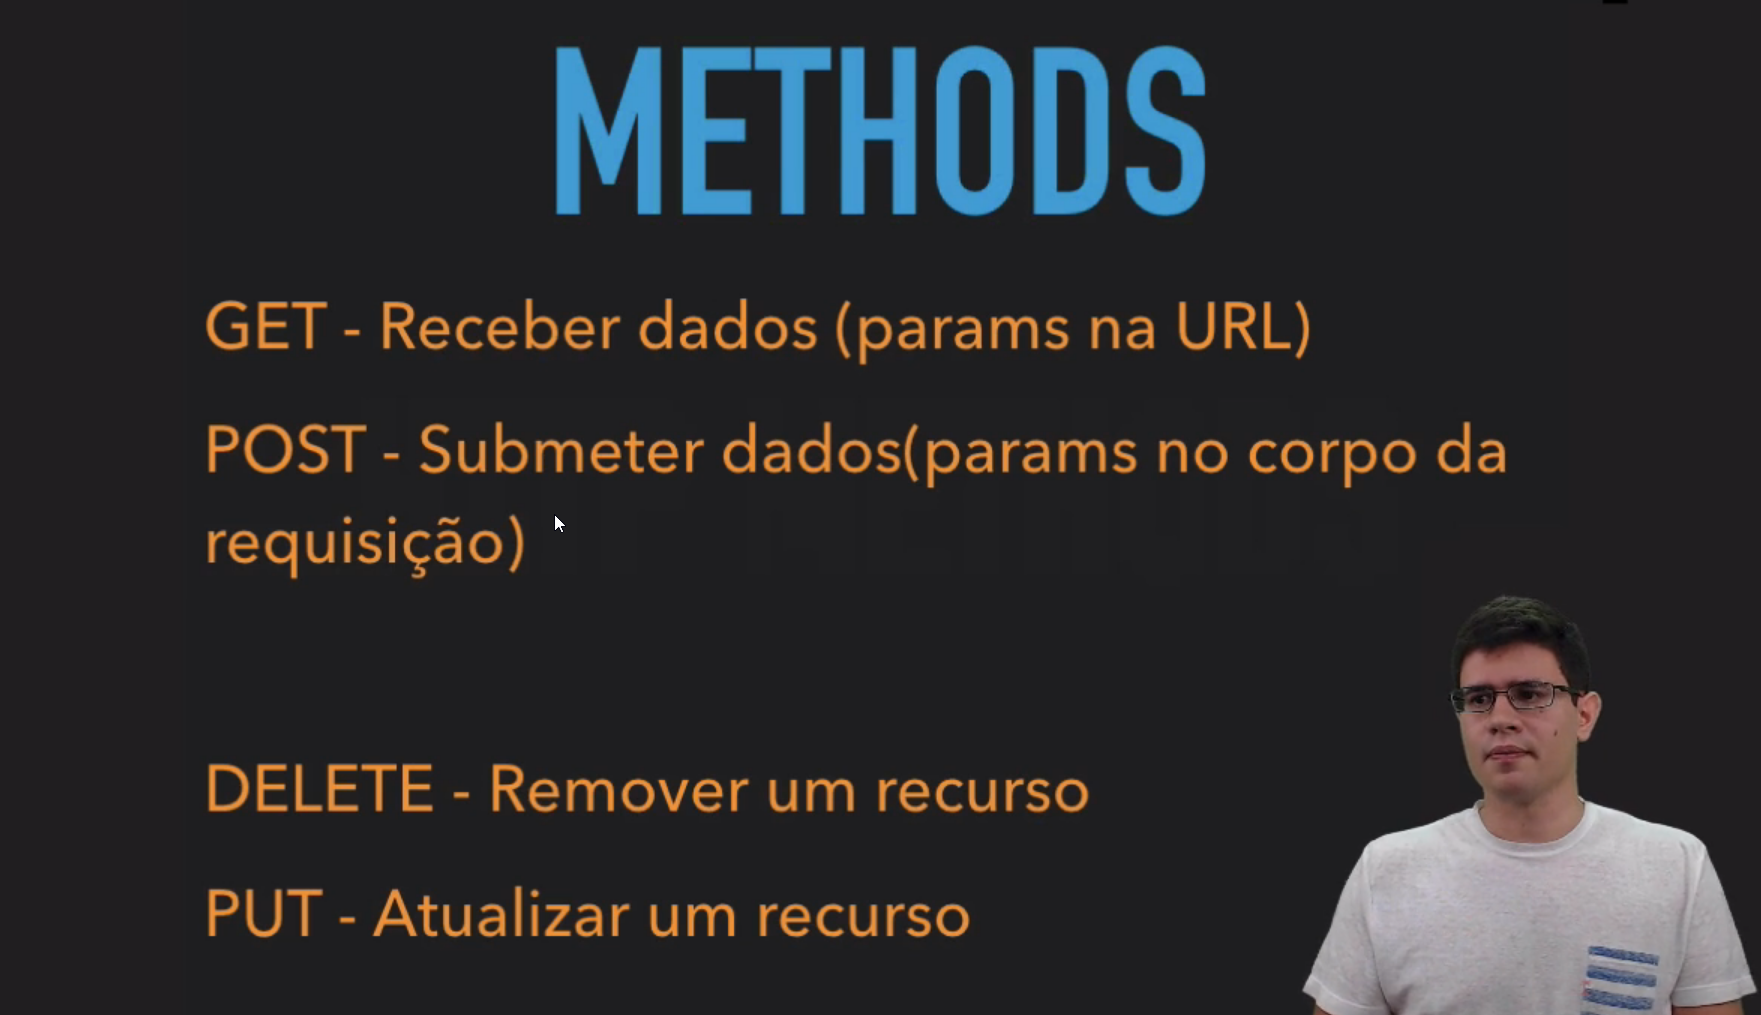 METHODS
GET - Receber dados (params na URL)
POST - Submeter dados(params no corpo da
requisição)
DELETE - Remover um recurso
PUT - Atualizar um recurso